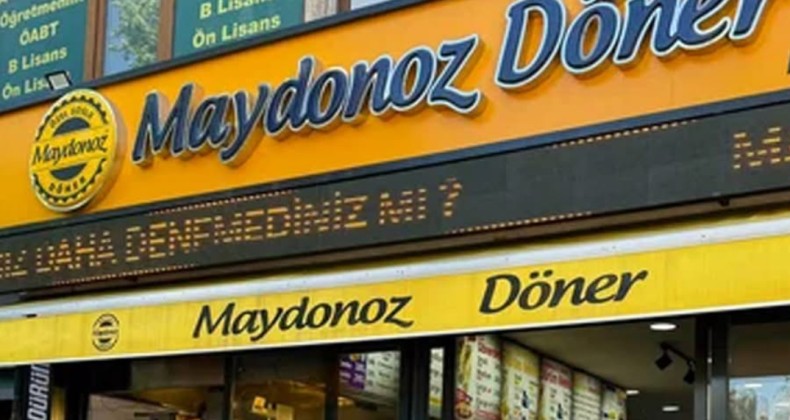 Öğretmenlik
ÖABT
B Lisans
Ön Lisans
B Lisans
Ön Lisans
Maydonoz Döner
Maydonoz
DÖNER
DAHA DENEMEDİNİZ Mİ ?
Maydonoz Döner